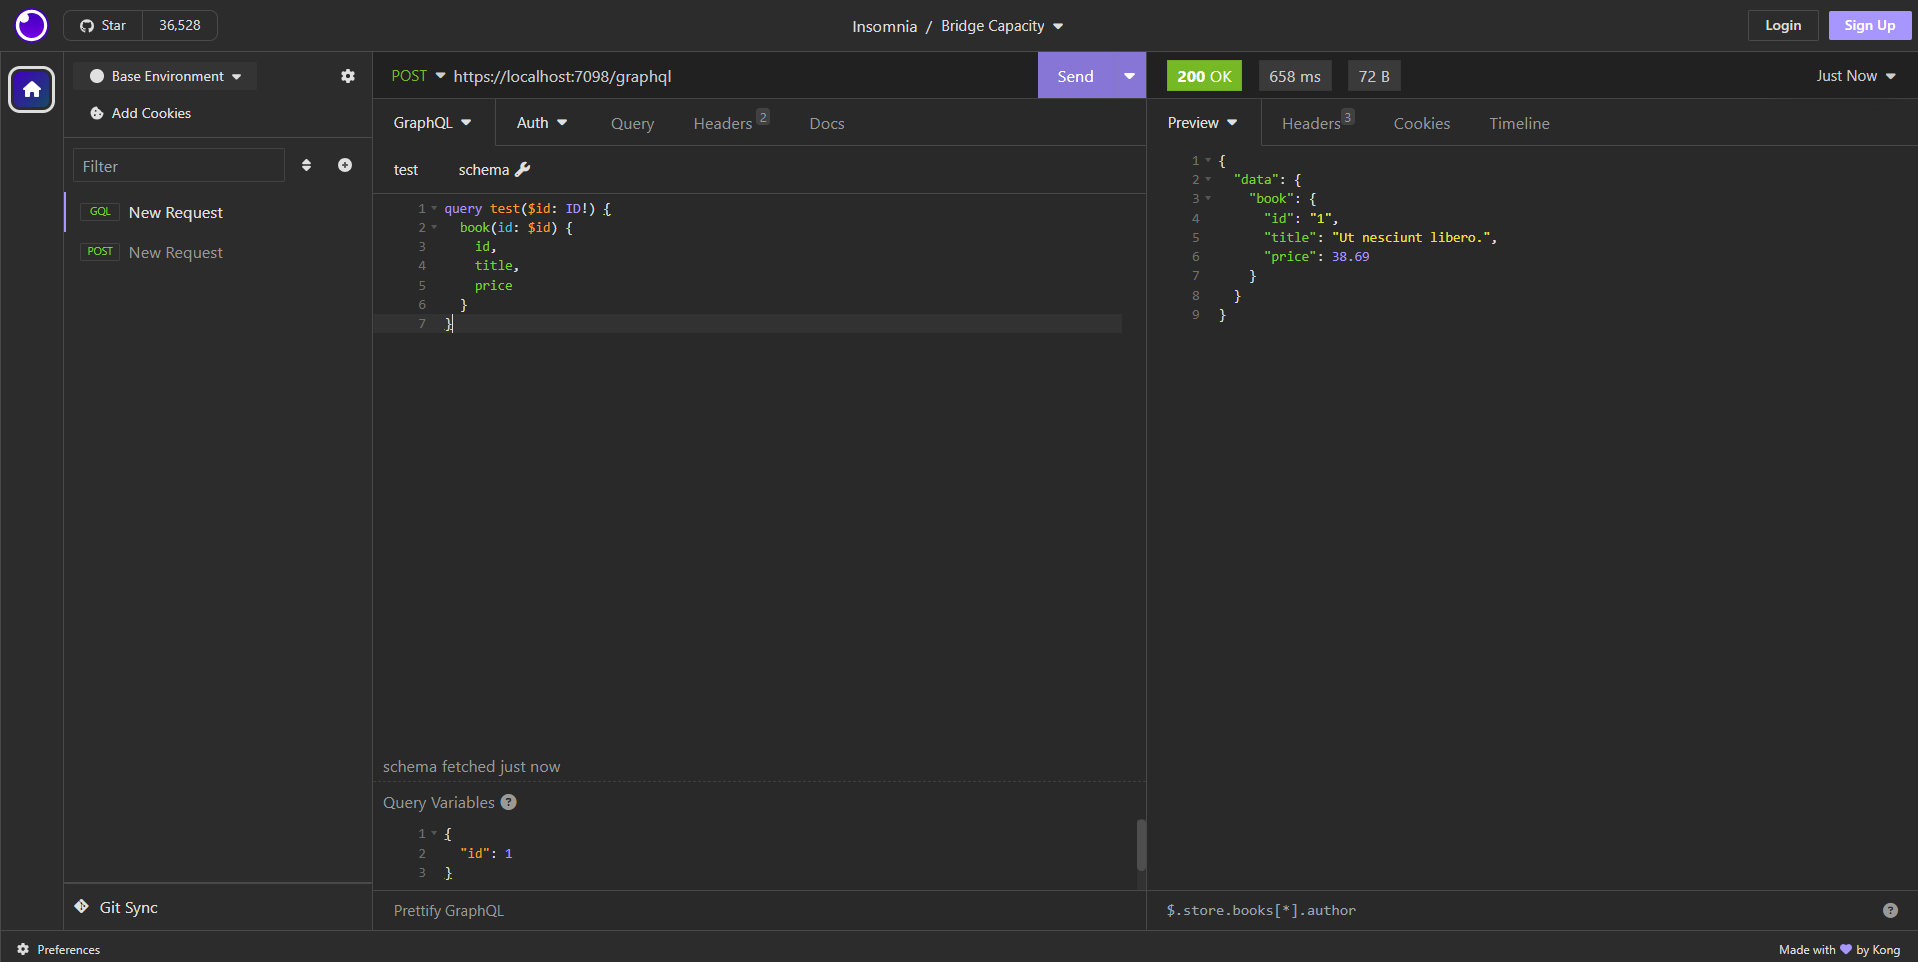 Star 36,528
Insomnia / Bridge Capacity
Login Sign Up
Base Environment
Add Cookies
Filter
GQL New Request
POST New Request
Git Sync
Preferences
POST https://localhost:7098/graphql
Send
GraphQL Auth Query Headers 2 Docs
test schema
1 query test($id: ID!) {
2 book(id: $id) {
3 id,
4 title,
5 price
6 }
7 }
schema fetched just now
Query Variables ?
1 {
2 "id": 1
3 }
Prettify GraphQL
200 OK 658 ms 72 B Just Now
Preview Headers 3 Cookies Timeline
1 {
2 "data": {
3 "book": {
4 "id": "1",
5 "title": "Ut nesciunt libero.",
6 "price": 38.69
7 }
8 }
9 }
$.store.books[*].author ?
Made with by Kong